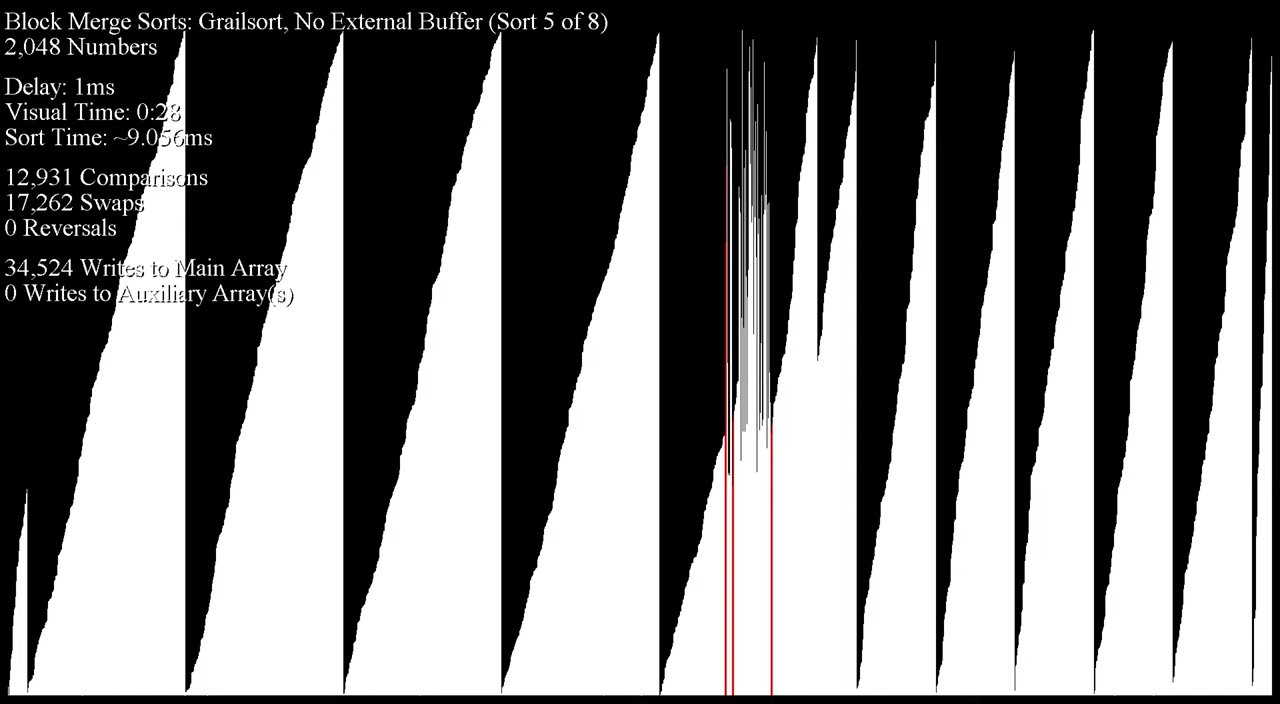 Block Merge Sorts: Grailsort, No External Buffer (Sort 5 of 8)
2,048 Numbers
Delay: 1ms
Visual Time: 0:28
Sort Time: ~9.056ms
12,931 Comparisons
17,262 Swaps
0 Reversals
34,524 Writes to Main Array
0 Writes to Auxiliary Array(s)